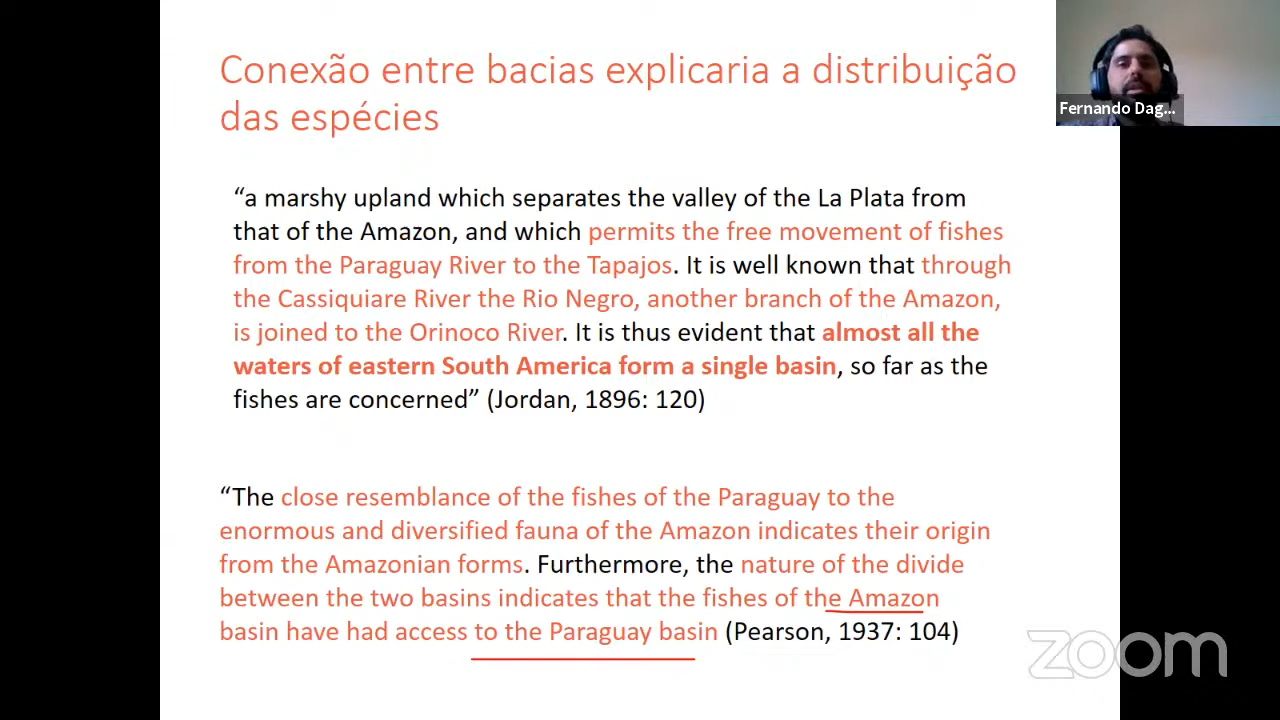 Conexão entre bacias explicaria a distribuição
das espécies
Fernando Dag...
“a marshy upland which separates the valley of the La Plata from
that of the Amazon, and which permits the free movement of fishes
from the Paraguay River to the Tapajos. It is well known that through
the Cassiquiare River the Rio Negro, another branch of the Amazon,
is joined to the Orinoco River. It is thus evident that almost all the
waters of eastern South America form a single basin, so far as the
fishes are concerned” (Jordan, 1896: 120)
“The close resemblance of the fishes of the Paraguay to the
enormous and diversified fauna of the Amazon indicates their origin
from the Amazonian forms. Furthermore, the nature of the divide
between the two basins indicates that the fishes of the Amazon
basin have had access to the Paraguay basin (Pearson, 1937: 104)
zoom